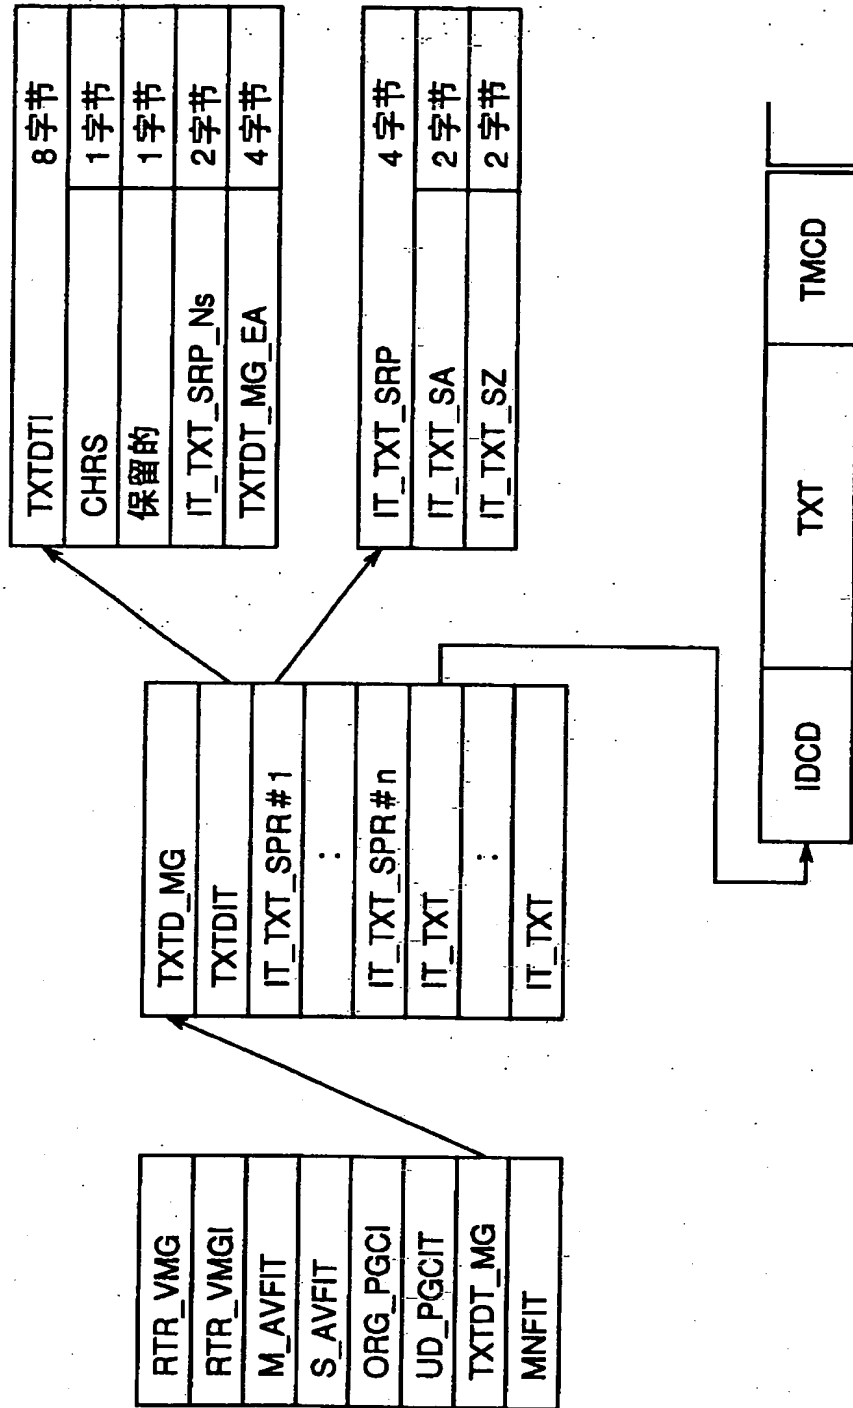 RTR_VMG
RTR_VMGI
M_AVFIT
S_AVFIT
ORG_PGCI
UD_PGCIT
TXTDT_MG
MNFIT
TXTD_MG
TXTDIT
IT_TXT_SPR#1
:
IT_TXT_SPR#n
IT_TXT
:
IT_TXT
TXTDTI 8字节
CHRS 1字节
保留的 1字节
IT_TXT_SRP_Ns 2字节
TXTDT_MG_EA 4字节
IT_TXT_SRP 4字节
IT_TXT_SA 2字节
IT_TXT_SZ 2字节
IDCD TXT TMCD